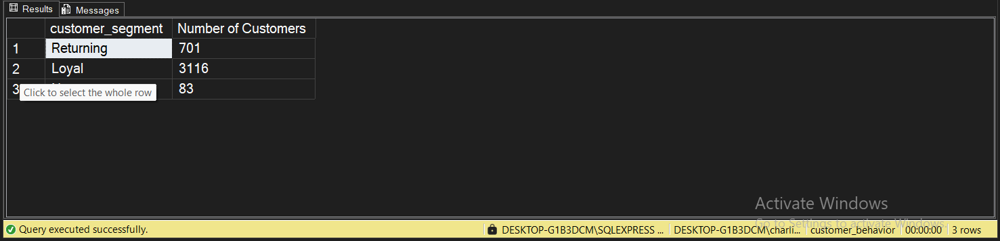 Results Messages
customer_segment Number of Customers
1 Returning 701
2 Loyal 3116
3 83
Click to select the whole row
Activate Windows
Go to Settings to activate Windows.
Query executed successfully. DESKTOP-G1B3DCM\SQLEXPRESS ... DESKTOP-G1B3DCM\charli... customer_behavior 00:00:00 3 rows